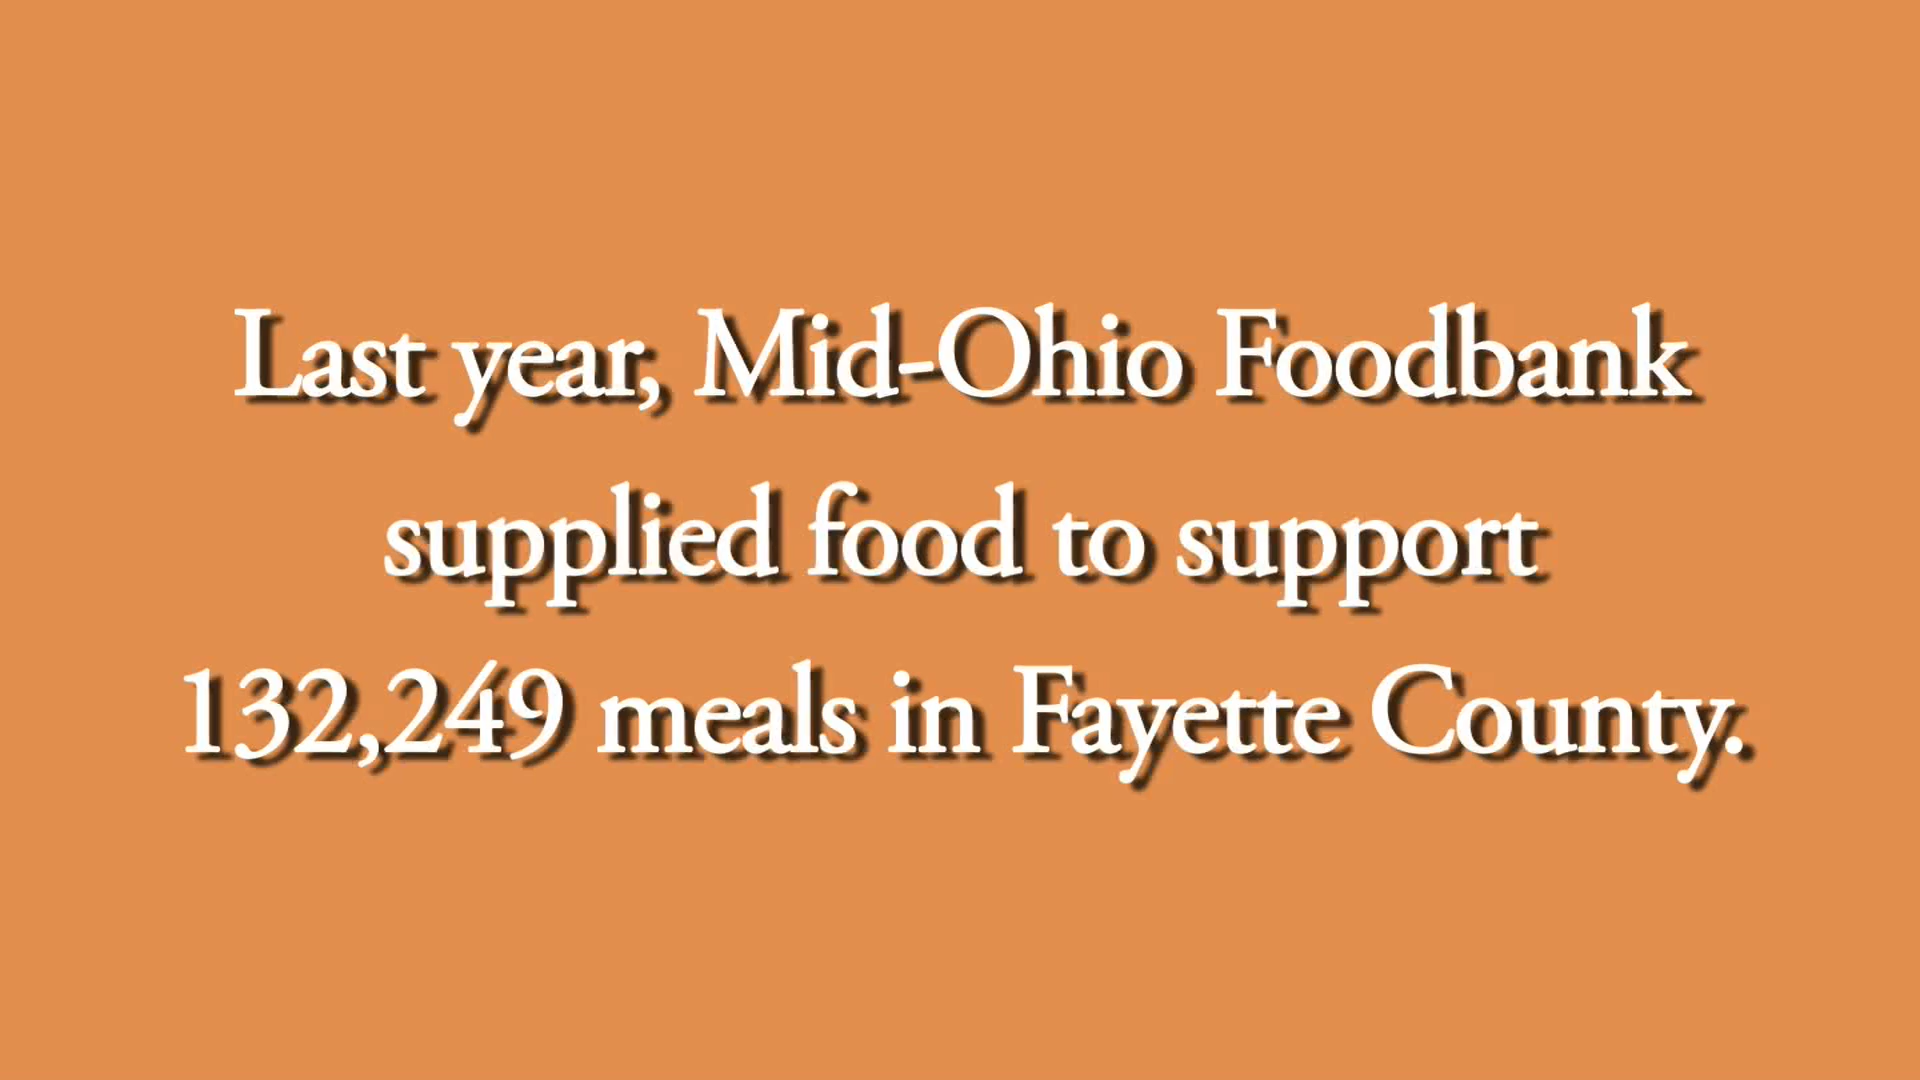 Last year, Mid-Ohio Foodbank
supplied food to support
132,249 meals in Fayette County.